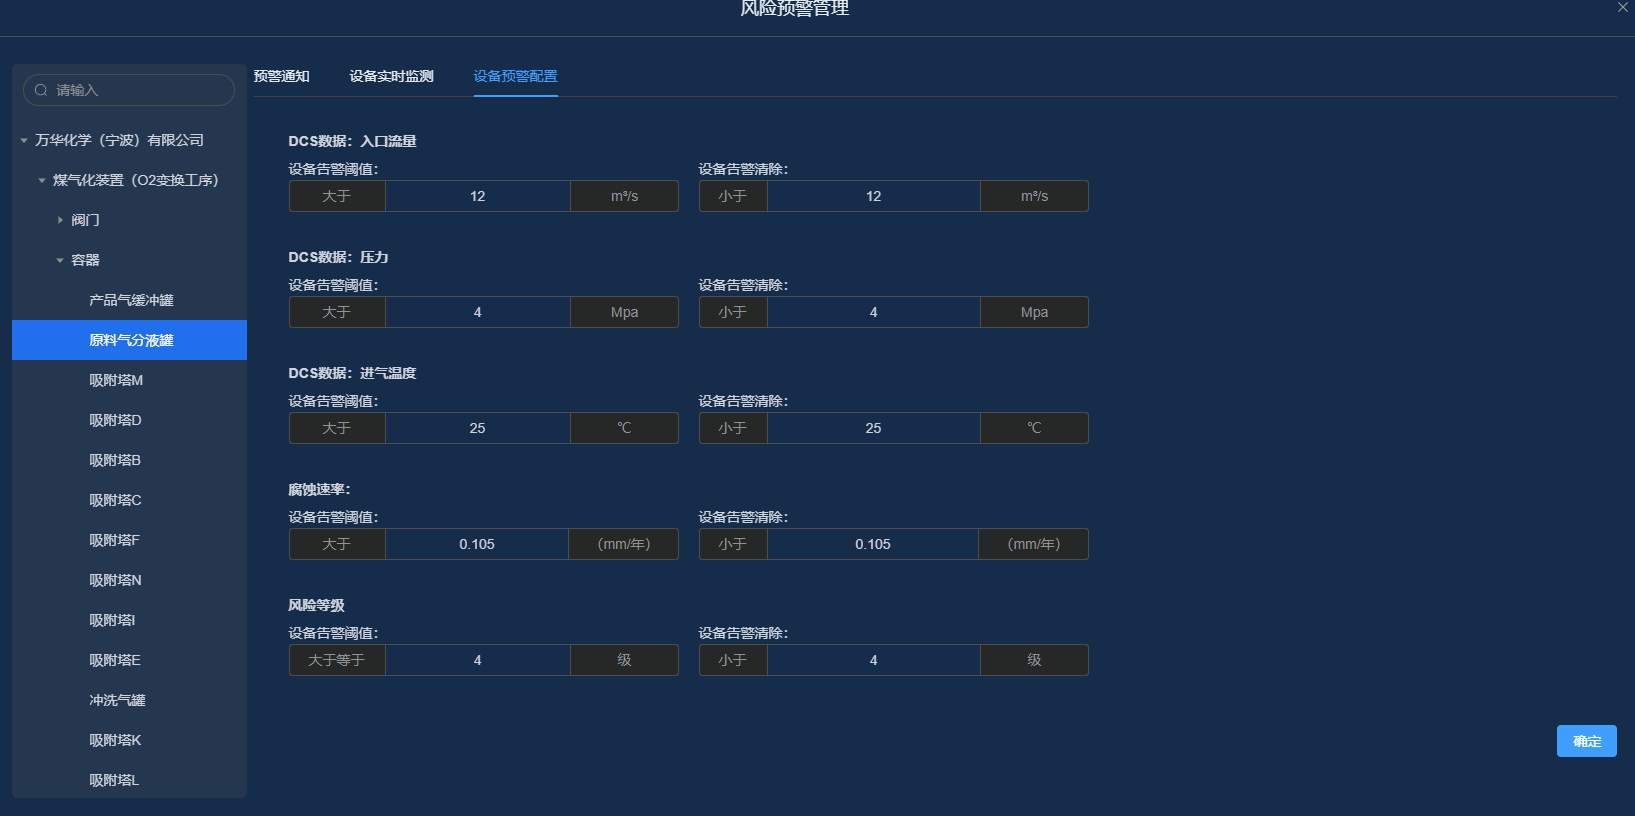 风险预警管理
请输入
万华化学（宁波）有限公司
煤气化装置（O2变换工序）
阀门
容器
产品气缓冲罐
原料气分液罐
吸附塔M
吸附塔D
吸附塔B
吸附塔C
吸附塔F
吸附塔N
吸附塔I
吸附塔E
冲洗气罐
吸附塔K
吸附塔L
预警通知 设备实时监测 设备预警配置
DCS数据：入口流量
设备告警阈值： 设备告警清除：
大于 12 m³/s 小于 12 m³/s
DCS数据：压力
设备告警阈值： 设备告警清除：
大于 4 Mpa 小于 4 Mpa
DCS数据：进气温度
设备告警阈值： 设备告警清除：
大于 25 ℃ 小于 25 ℃
腐蚀速率：
设备告警阈值： 设备告警清除：
大于 0.105 （mm/年） 小于 0.105 （mm/年）
风险等级
设备告警阈值： 设备告警清除：
大于等于 4 级 小于 4 级
确定